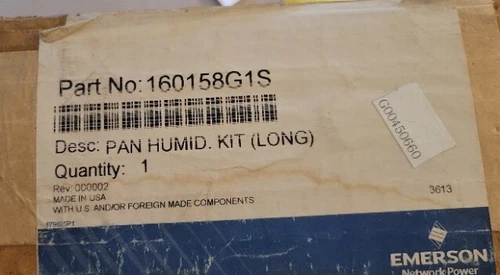 Part No: 160158G1S
Desc: PAN HUMID. KIT (LONG)
Quantity: 1
Rev: 000002
MADE IN USA
WITH U.S. AND/OR FOREIGN MADE COMPONENTS
3613
G00450660
EMERSON
Network Power